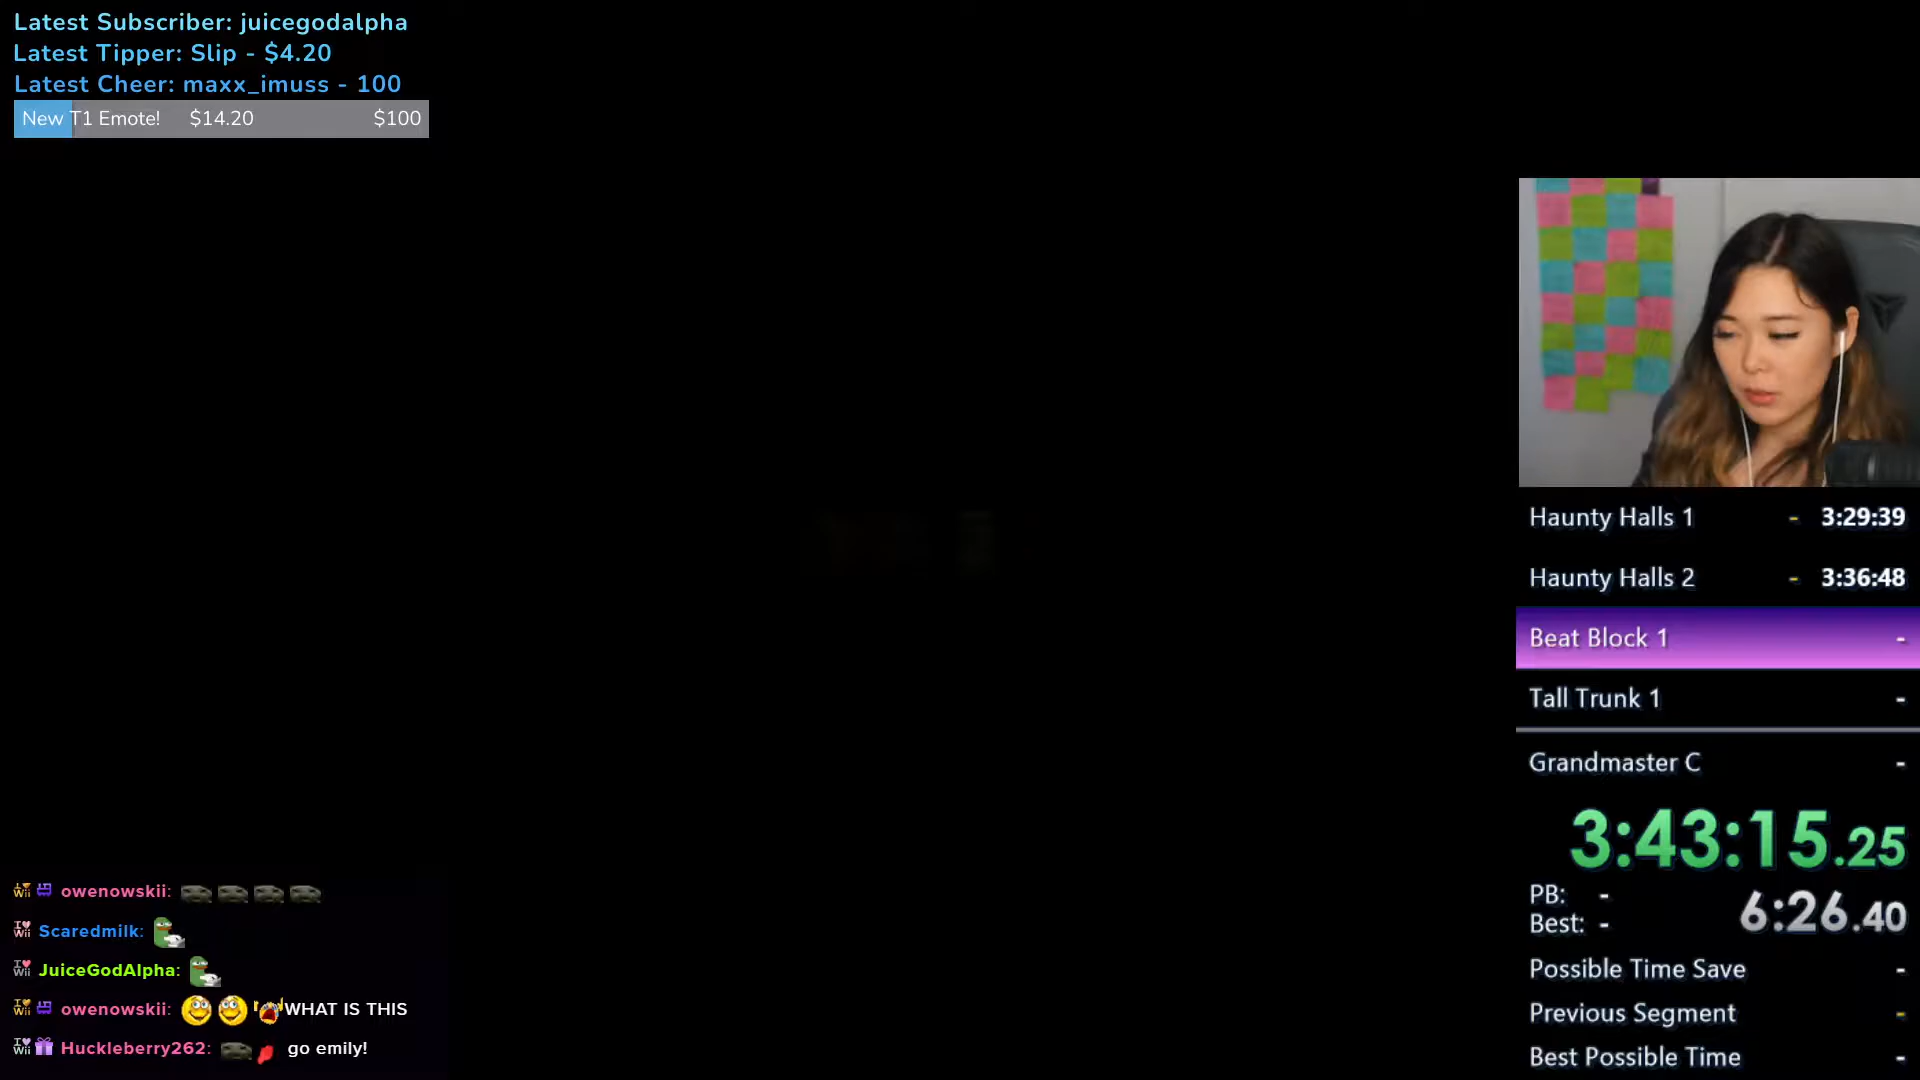 Latest Subscriber: juicegodalpha
Latest Tipper: Slip - $4.20
Latest Cheer: maxx_imuss - 100
New T1 Emote! $14.20 $100
Haunty Halls 1 - 3:29:39
Haunty Halls 2 - 3:36:48
Beat Block 1 -
Tall Trunk 1 -
Grandmaster C -
3:43:15.25
PB: -
Best: -
6:26.40
Possible Time Save -
Previous Segment -
Best Possible Time -
owenowskii:
Scaredmilk:
JuiceGodAlpha:
owenowskii: WHAT IS THIS
Huckleberry262: go emily!